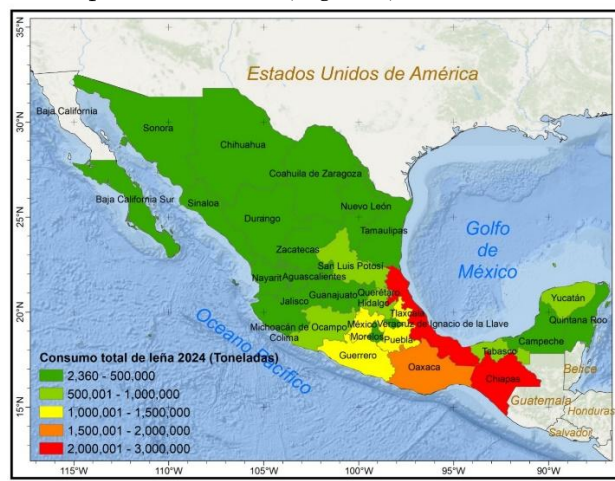 Estados Unidos de América
Baja California
Sonora
Chihuahua
Coahuila de Zaragoza
Baja California Sur
Sinaloa
Nuevo León
Durango
Tamaulipas
Golfo
de
México
Zacatecas
San Luis Potosí
Nayarit
Aguascalientes
Yucatán
Guanajuato
Querétaro
Quintana Roo
Jalisco
Hidalgo
Tlaxcala
Michoacán de Ocampo
México
Veracruz de Ignacio de la Llave
Campeche
Colima
Morelos
Puebla
Tabasco
Océano Pacífico
Guerrero
Oaxaca
Chiapas
Belice
Guatemala
Honduras
Salvador
Consumo total de leña 2024 (Toneladas)
2,360 - 500,000
500,001 - 1,000,000
1,000,001 - 1,500,000
1,500,001 - 2,000,000
2,000,001 - 3,000,000
35°N
30°N
25°N
20°N
15°N
115°W
110°W
105°W
100°W
95°W
90°W